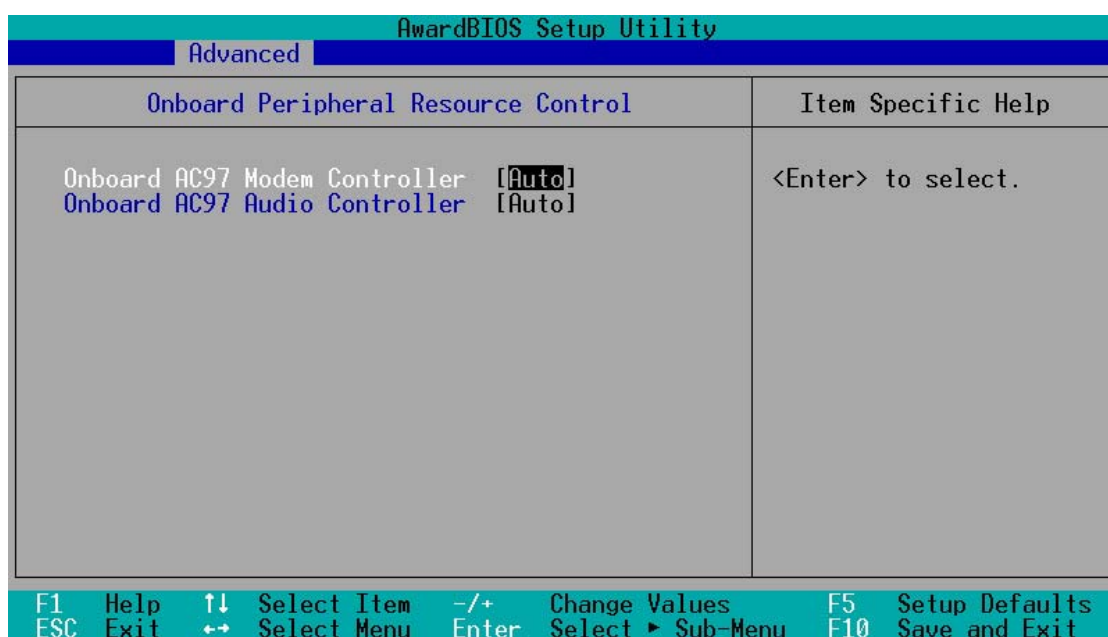 AwardBIOS Setup Utility
Advanced
Onboard Peripheral Resource Control
Item Specific Help
Onboard AC97 Modem Controller [Auto]
<Enter> to select.
Onboard AC97 Audio Controller [Auto]
F1 Help ↑↓ Select Item -/+ Change Values F5 Setup Defaults
ESC Exit ←→ Select Menu Enter Select ► Sub-Menu F10 Save and Exit